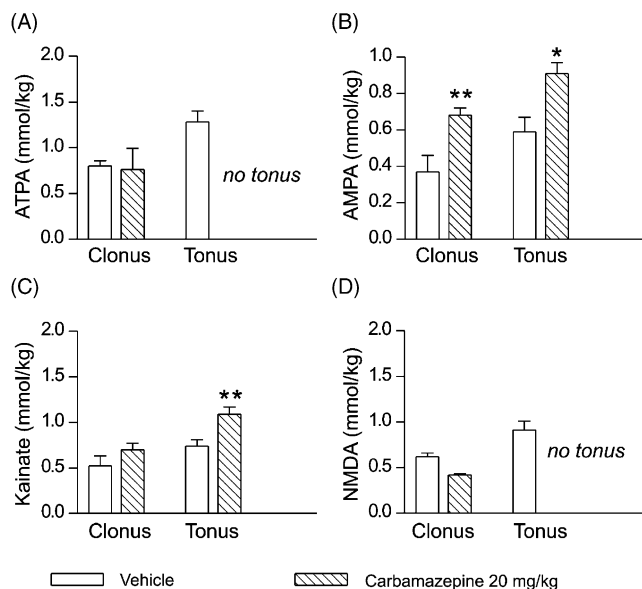 (A)
ATPA (mmol/kg)
2.0
1.5
1.0
0.5
0.0
no tonus
Clonus Tonus
(B)
AMPA (mmol/kg)
1.0
0.8
0.6
0.4
0.2
0.0
**
*
Clonus Tonus
(C)
Kainate (mmol/kg)
2.0
1.5
1.0
0.5
0.0
**
Clonus Tonus
(D)
NMDA (mmol/kg)
2.0
1.5
1.0
0.5
0.0
no tonus
Clonus Tonus
Vehicle Carbamazepine 20 mg/kg